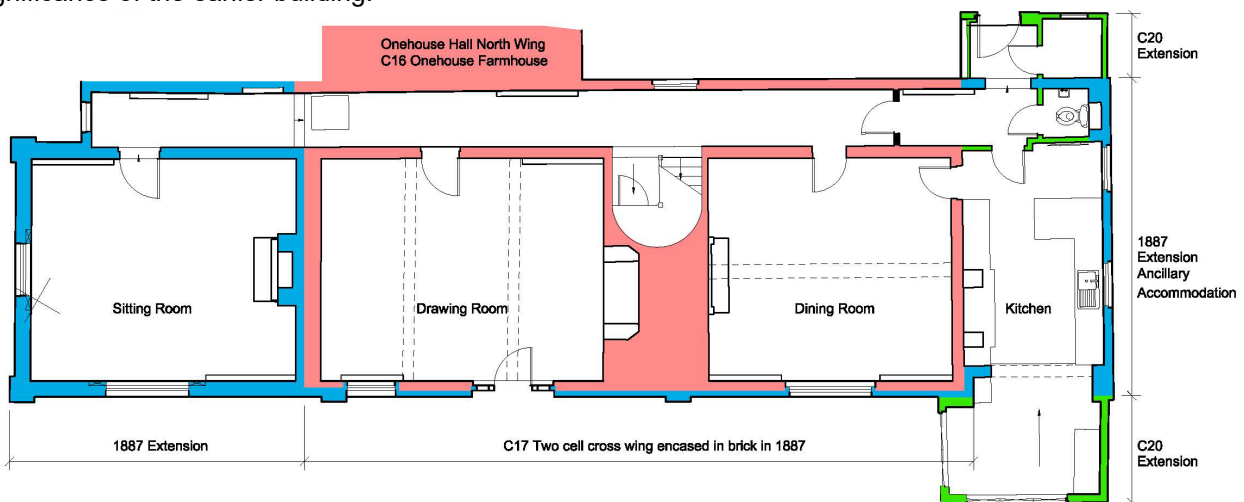 gnificance of the earlier building.
Onehouse Hall North Wing
C16 Onehouse Farmhouse
C20
Extension
1887
Extension
Ancillary
Accommodation
Sitting Room
Drawing Room
Dining Room
Kitchen
1887 Extension
C17 Two cell cross wing encased in brick in 1887
C20
Extension